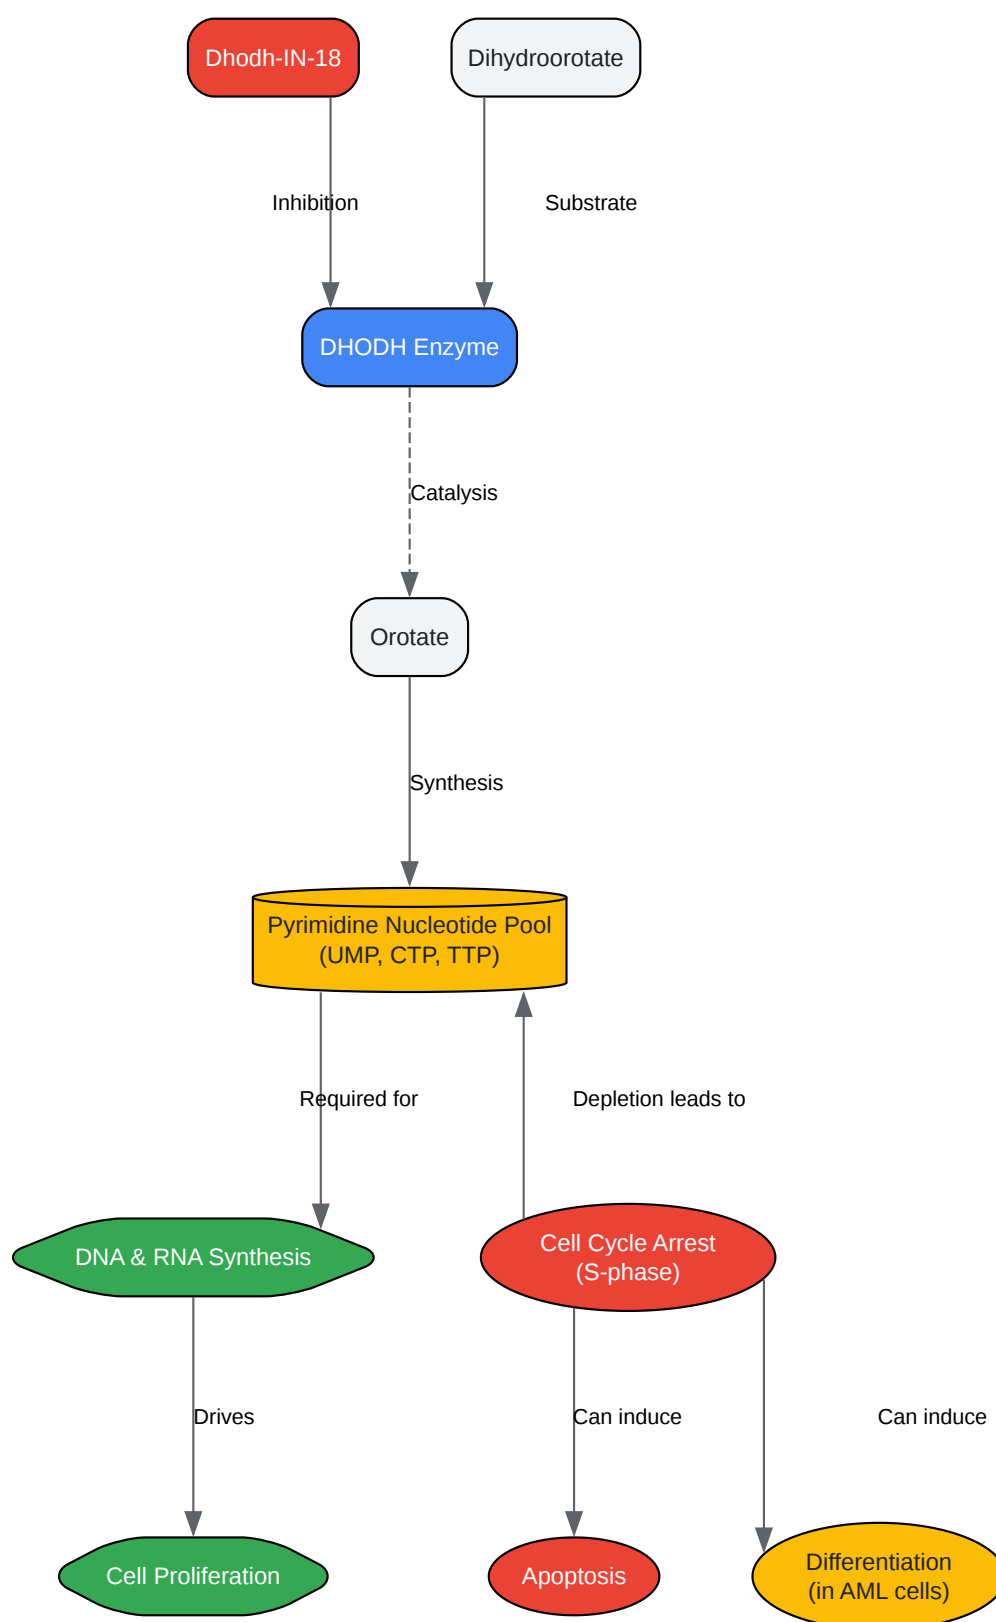 Dhodh-IN-18
Dihydroorotate
Inhibition
Substrate
DHODH Enzyme
Catalysis
Orotate
Synthesis
Pyrimidine Nucleotide Pool
(UMP, CTP, TTP)
Required for
Depletion leads to
DNA & RNA Synthesis
Cell Cycle Arrest
(S-phase)
Drives
Can induce
Can induce
Cell Proliferation
Apoptosis
Differentiation
(in AML cells)